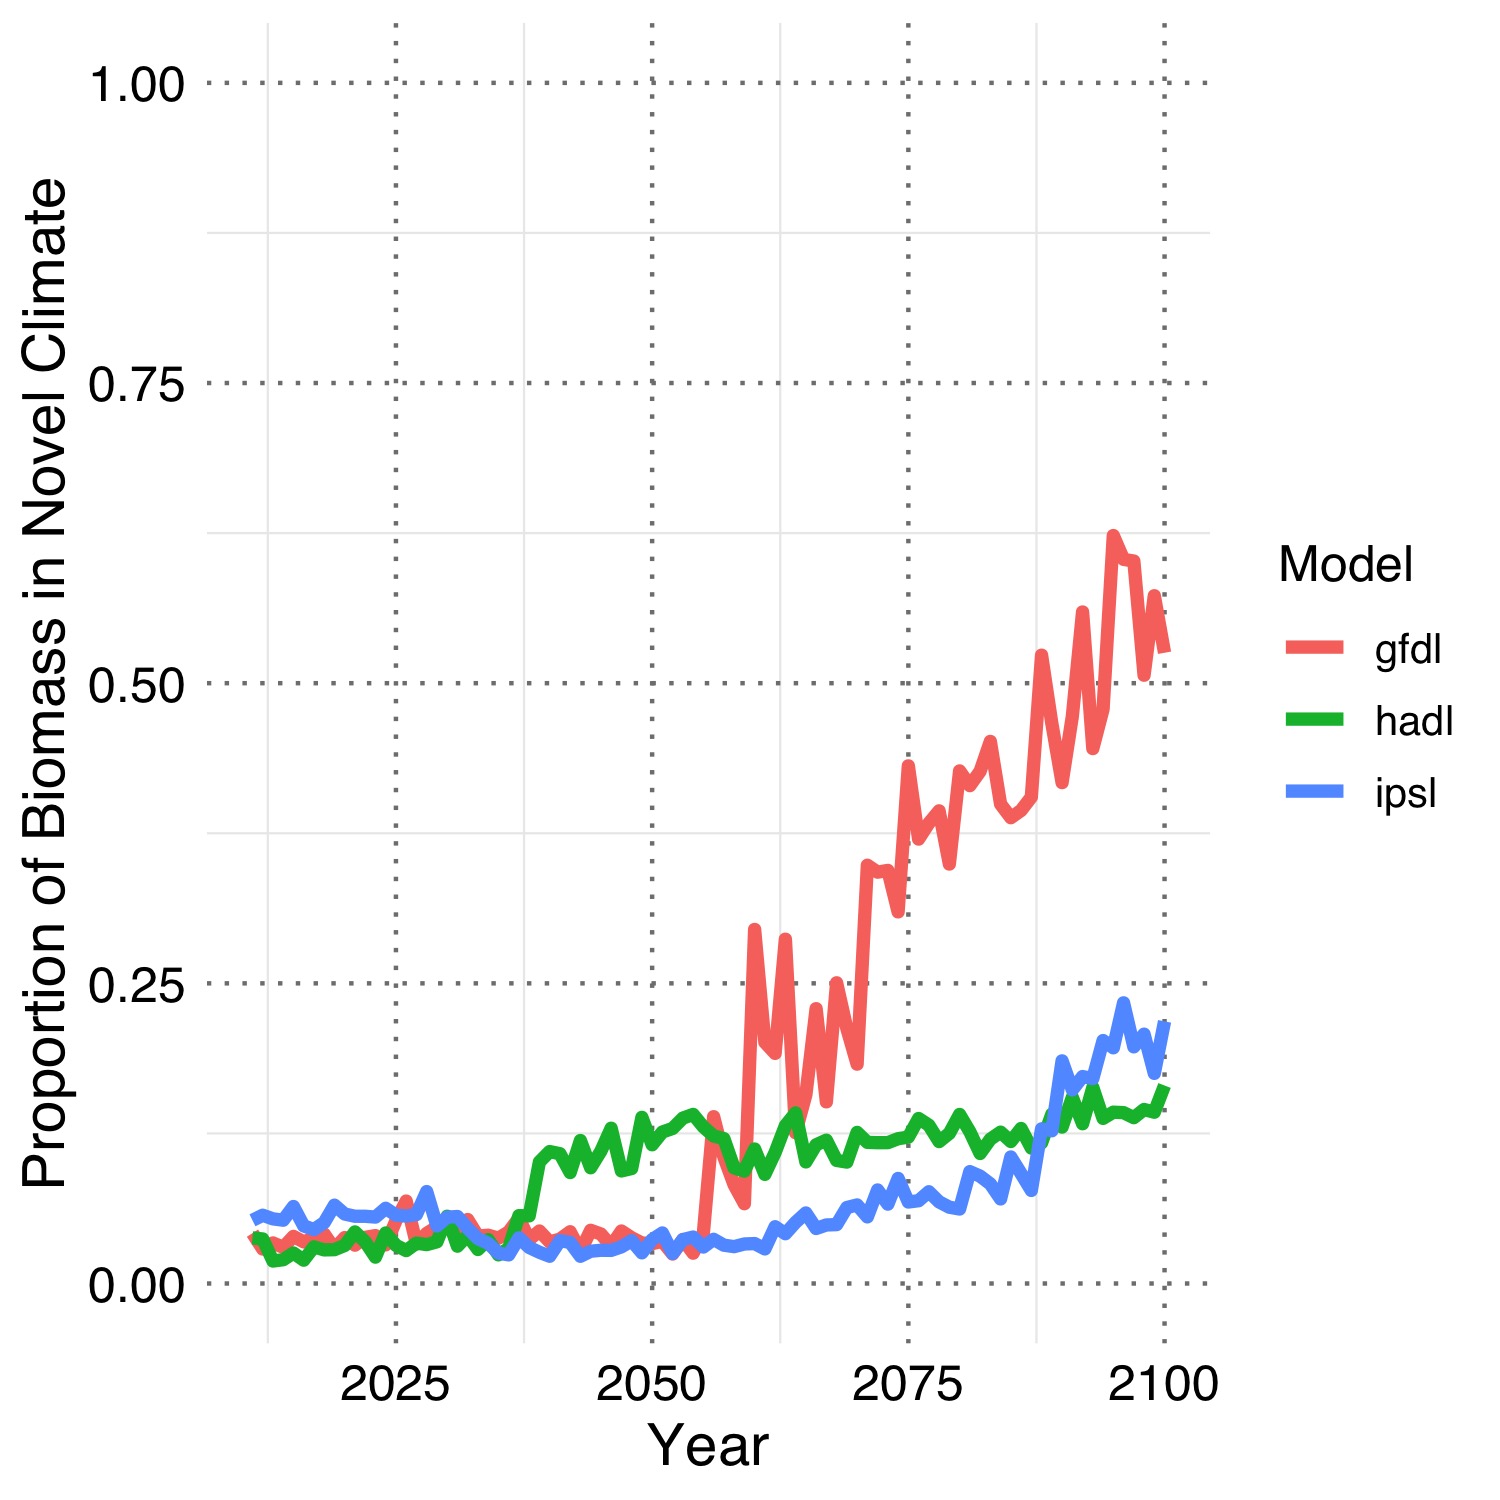 Proportion of Biomass in Novel Climate
1.00
0.75
0.50
0.25
0.00
2025 2050 2075 2100
Year
Model
gfdl
hadl
ipsl